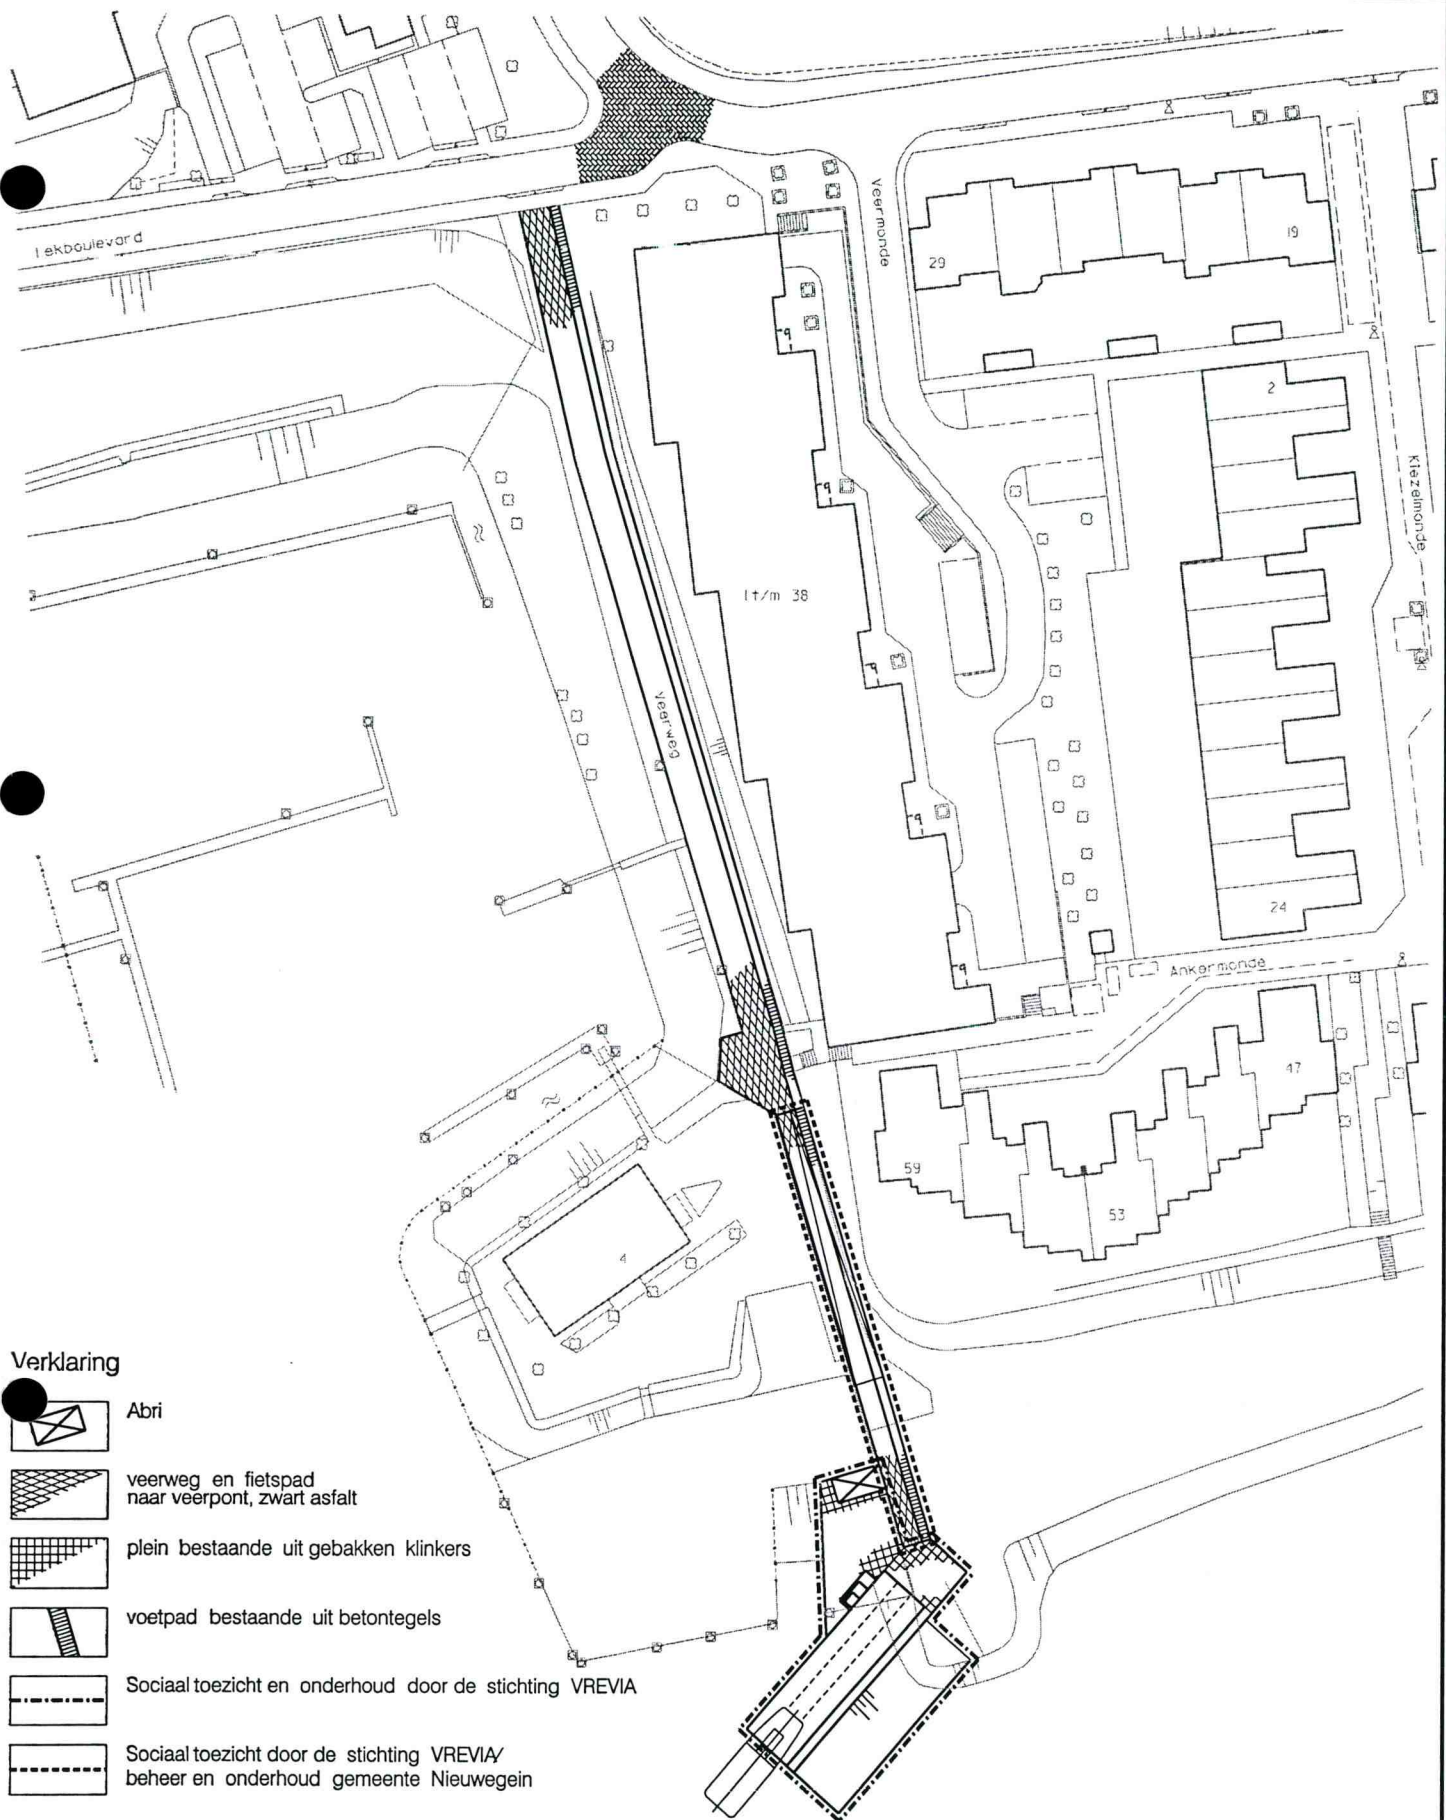 Lekboulevard
Veermonde
29
19
2
Kiezelmonde
1t/m 38
Veerweg
24
Ankermonde
47
59
53
4
Verklaring
Abri
veerweg en fietspad
naar veerpont, zwart asfalt
plein bestaande uit gebakken klinkers
voetpad bestaande uit betontegels
Sociaal toezicht en onderhoud door de stichting VREVIA
Sociaal toezicht door de stichting VREVIA/
beheer en onderhoud gemeente Nieuwegein